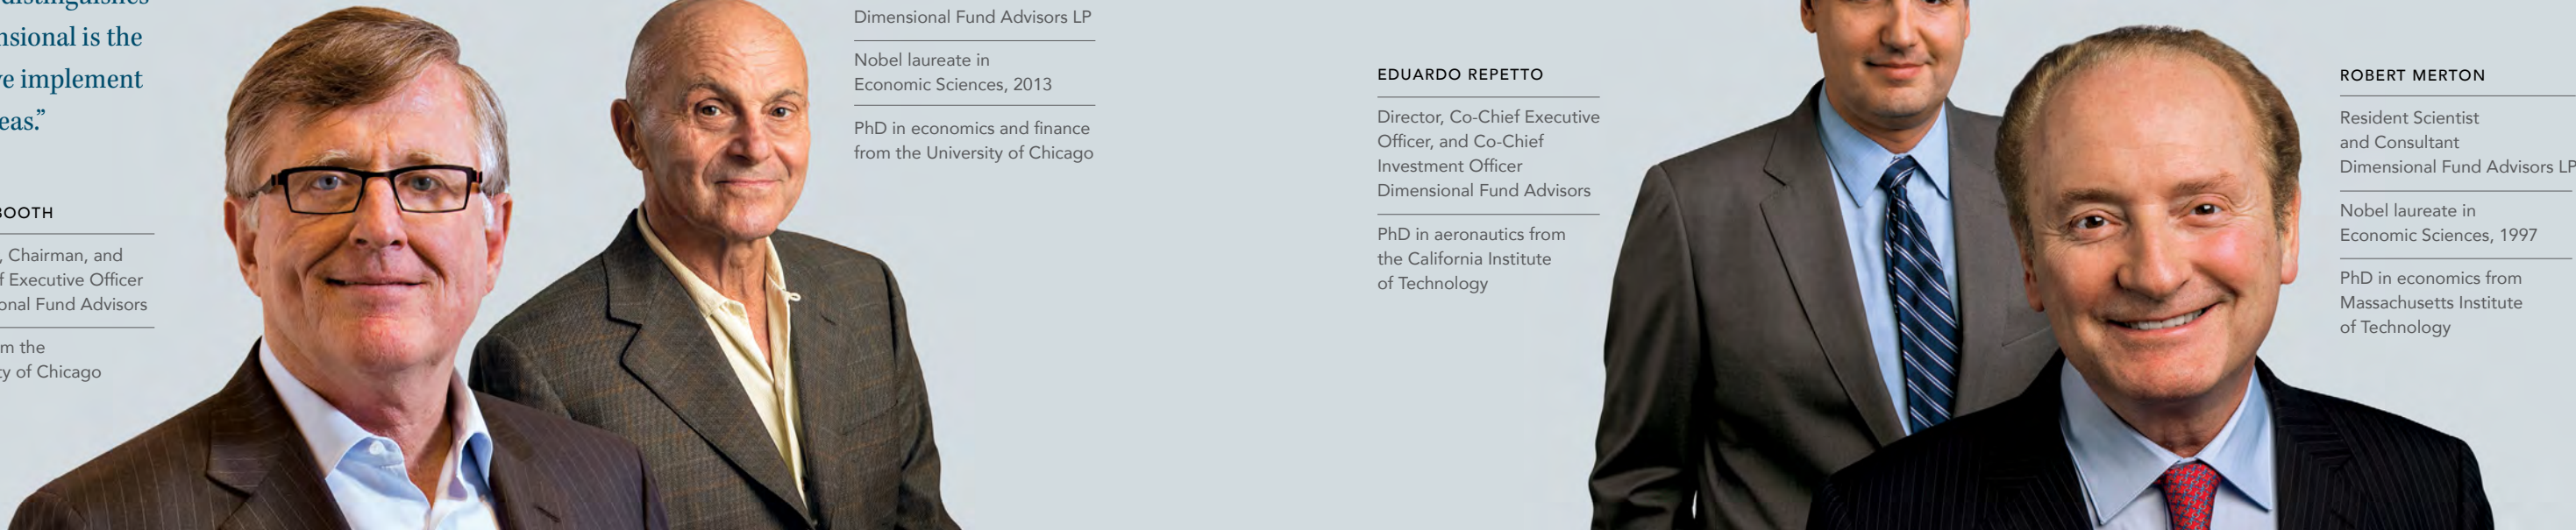 distinguishes
nsional is the
ve implement
eas.”
BOOTH
, Chairman, and
f Executive Officer
onal Fund Advisors
m the
ty of Chicago
Dimensional Fund Advisors LP
Nobel laureate in
Economic Sciences, 2013
PhD in economics and finance
from the University of Chicago
EDUARDO REPETTO
Director, Co-Chief Executive
Officer, and Co-Chief
Investment Officer
Dimensional Fund Advisors
PhD in aeronautics from
the California Institute
of Technology
ROBERT MERTON
Resident Scientist
and Consultant
Dimensional Fund Advisors LP
Nobel laureate in
Economic Sciences, 1997
PhD in economics from
Massachusetts Institute
of Technology